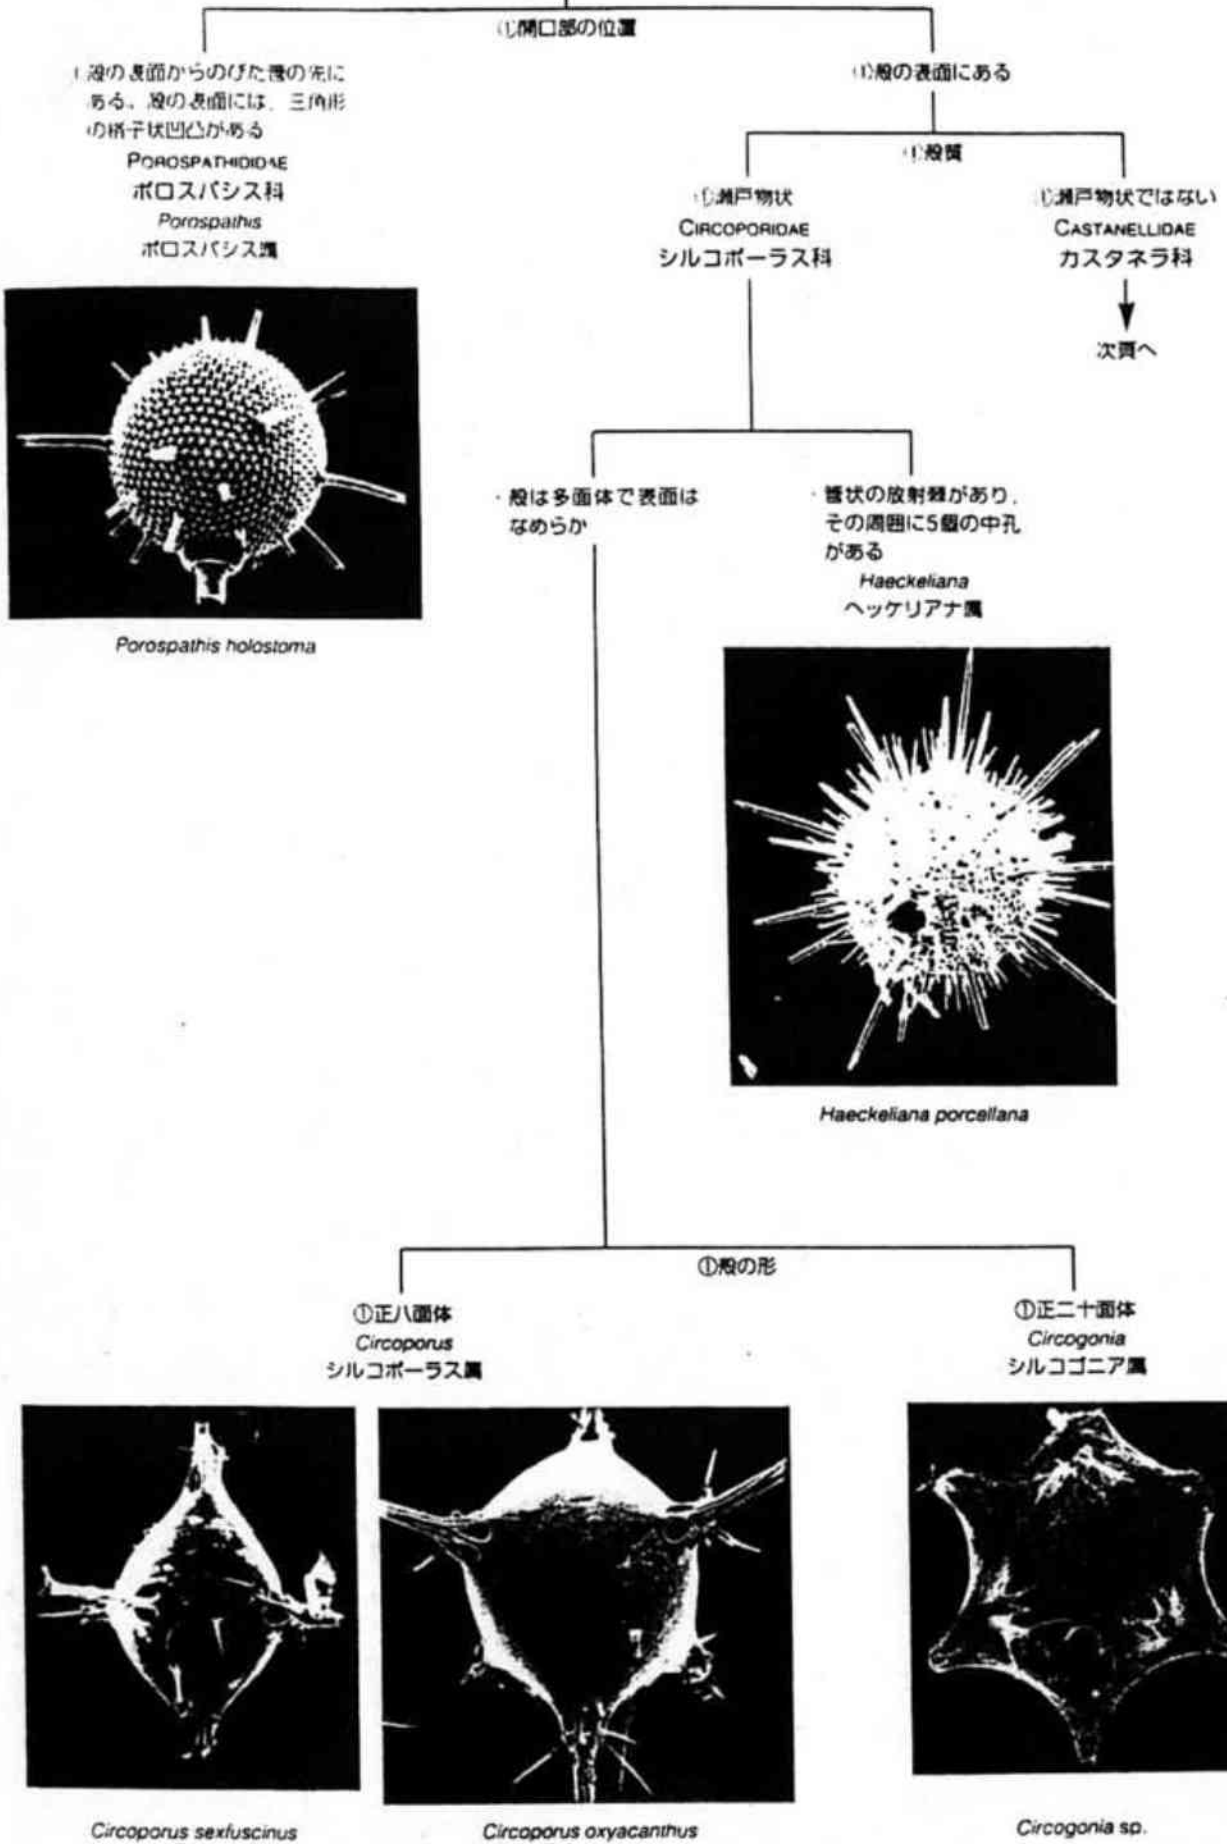 ①開口部の位置
①殻の表面からのびた管の先に
ある。殻の表面には、三角形
の格子状凹凸がある
POROSPATHIDIDAE
ポロスパシス科
Porospathis
ポロスパシス属
Porospathis holostoma
①殻の表面にある
①殻質
①瀬戸物状
CIRCOPORIDAE
シルコポーラス科
①瀬戸物状ではない
CASTANELLIDAE
カスタネラ科
次頁へ
・殻は多面体で表面は
なめらか
・管状の放射棘があり、
その周囲に5個の中孔
がある
Haeckeliana
ヘッケリアナ属
Haeckeliana porcellana
①殻の形
①正八面体
Circoporus
シルコポーラス属
①正二十面体
Circogonia
シルコゴニア属
Circoporus sexfuscinus
Circoporus oxyacanthus
Circogonia sp.